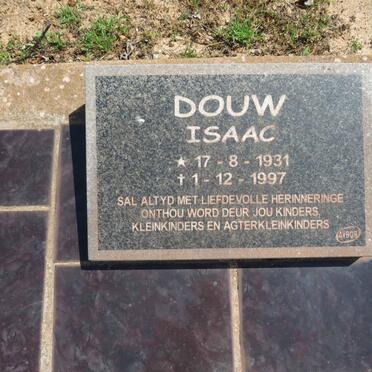 DOUW
ISAAC
★ 17 - 8 - 1931
† 1 - 12 - 1997
SAL ALTYD MET LIEFDEVOLLE HERINNERINGE
ONTHOU WORD DEUR JOU KINDERS,
KLEINKINDERS EN AGTERKLEINKINDERS
AVBOB